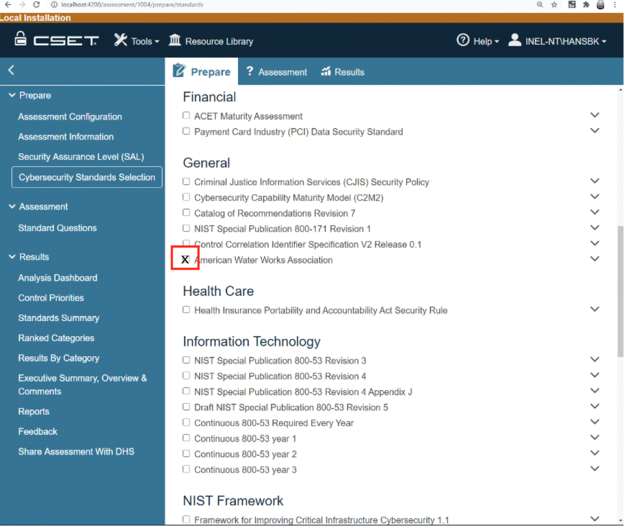 localhost:4200/assessment/1004/prepare/standards
Local Installation
CSET
Tools
Resource Library
Help
INEL-NT\HANSBK
Prepare
Assessment
Results
Prepare
Assessment Configuration
Assessment Information
Security Assurance Level (SAL)
Cybersecurity Standards Selection
Assessment
Standard Questions
Results
Analysis Dashboard
Control Priorities
Standards Summary
Ranked Categories
Results By Category
Executive Summary, Overview &
Comments
Reports
Feedback
Share Assessment With DHS
Financial
ACET Maturity Assessment
Payment Card Industry (PCI) Data Security Standard
General
Criminal Justice Information Services (CJIS) Security Policy
Cybersecurity Capability Maturity Model (C2M2)
Catalog of Recommendations Revision 7
NIST Special Publication 800-171 Revision 1
Control Correlation Identifier Specification V2 Release 0.1
X American Water Works Association
Health Care
Health Insurance Portability and Accountability Act Security Rule
Information Technology
NIST Special Publication 800-53 Revision 3
NIST Special Publication 800-53 Revision 4
NIST Special Publication 800-53 Revision 4 Appendix J
Draft NIST Special Publication 800-53 Revision 5
Continuous 800-53 Required Every Year
Continuous 800-53 year 1
Continuous 800-53 year 2
Continuous 800-53 year 3
NIST Framework
Framework for Improving Critical Infrastructure Cybersecurity 1.1